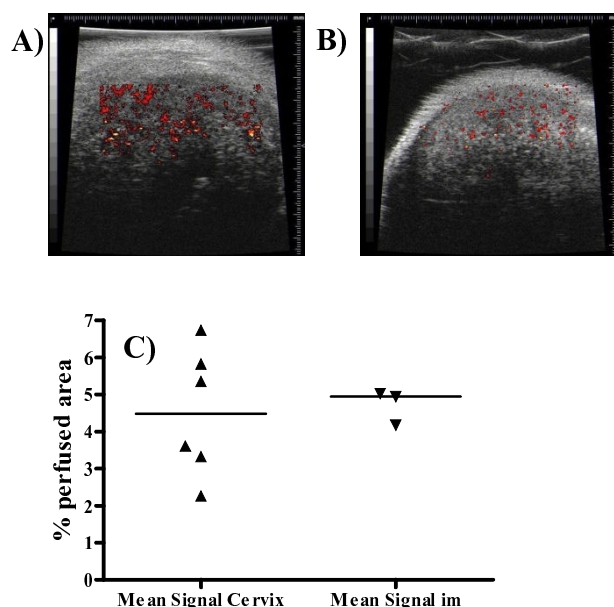 A)
B)
C)
% perfused area
7
6
5
4
3
2
1
0
Mean Signal Cervix
Mean Signal im